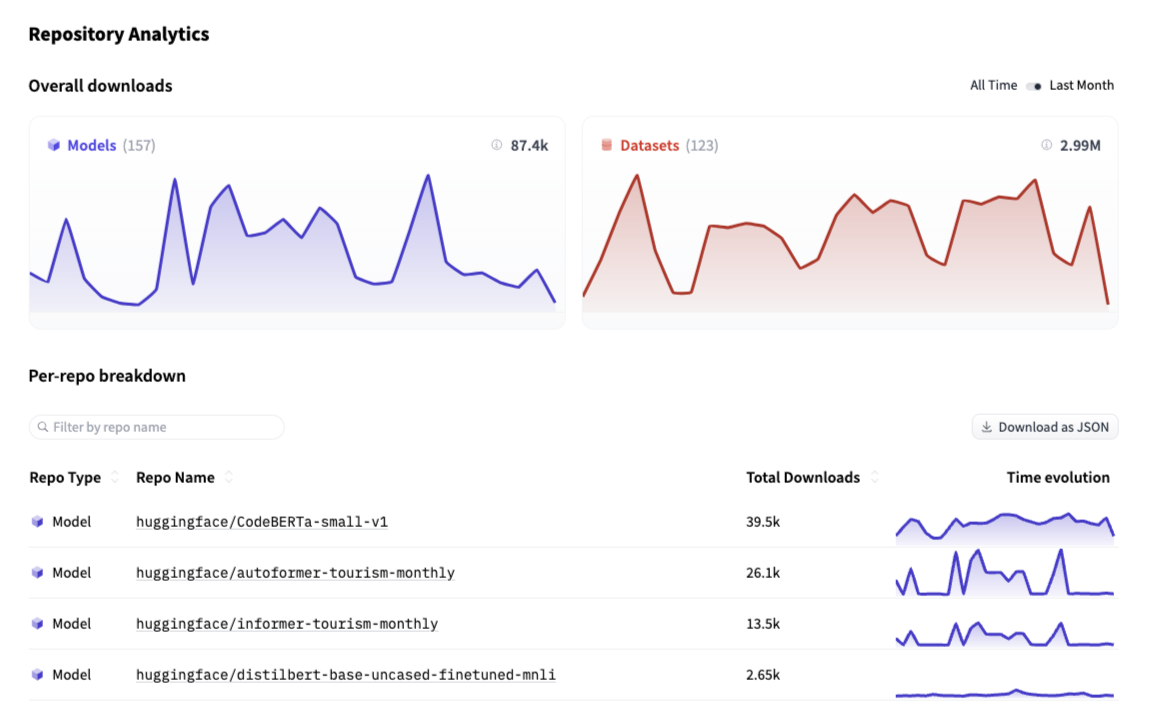 Repository Analytics
Overall downloads
All Time Last Month
Models (157) 87.4k
Datasets (123) 2.99M
Per-repo breakdown
Filter by repo name
Download as JSON
Repo Type Repo Name Total Downloads Time evolution
Model huggingface/CodeBERTa-small-v1 39.5k
Model huggingface/autoformer-tourism-monthly 26.1k
Model huggingface/informer-tourism-monthly 13.5k
Model huggingface/distilbert-base-uncased-finetuned-mnli 2.65k